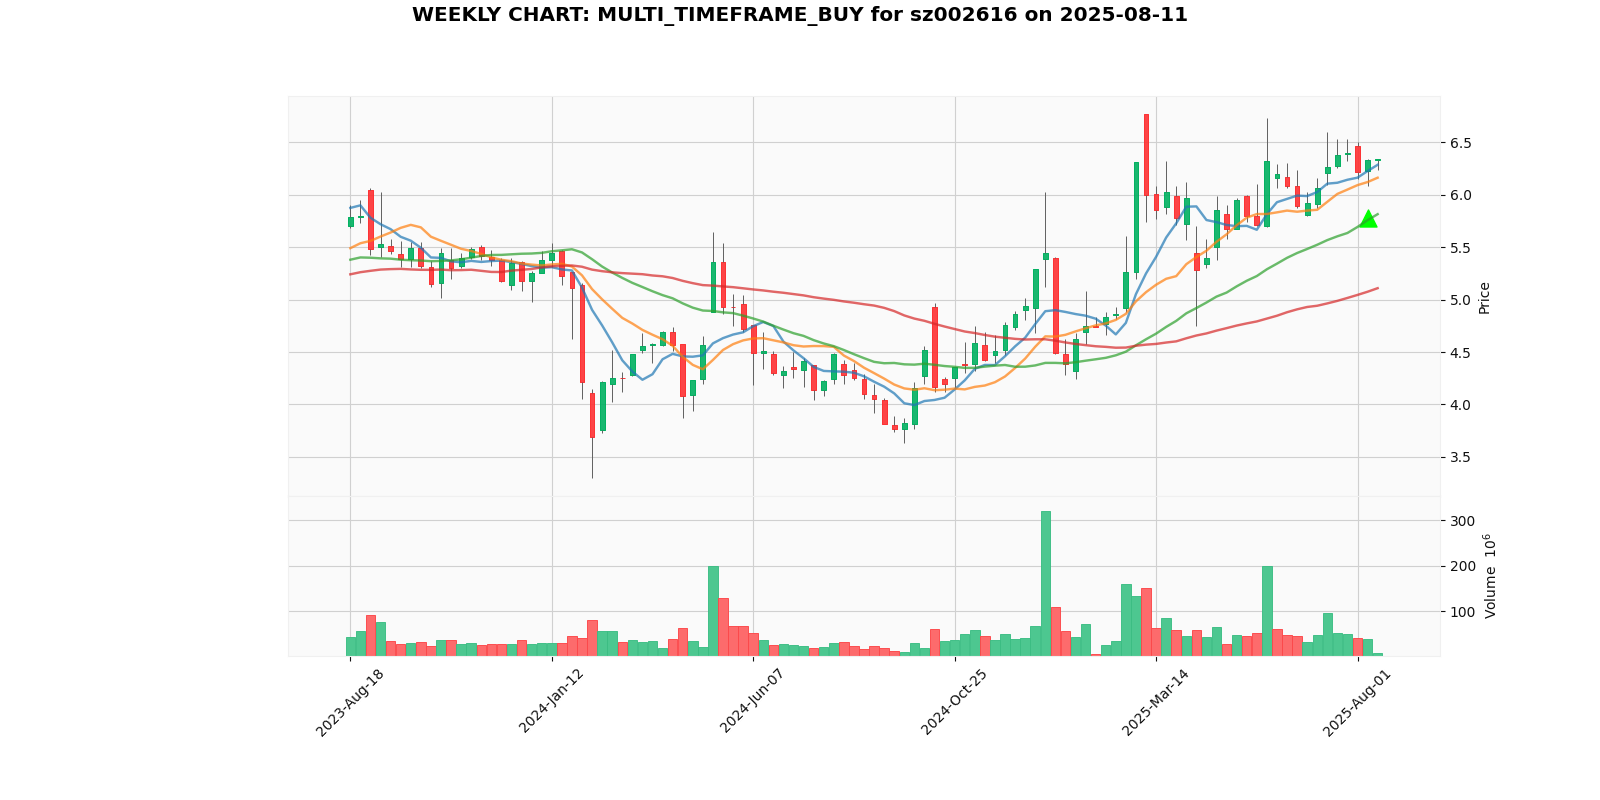 WEEKLY CHART: MULTI_TIMEFRAME_BUY for sz002616 on 2025-08-11
6.5
6.0
5.5
5.0
4.5
4.0
3.5
Price
300
200
100
Volume 10⁶
2023-Aug-18
2024-Jan-12
2024-Jun-07
2024-Oct-25
2025-Mar-14
2025-Aug-01